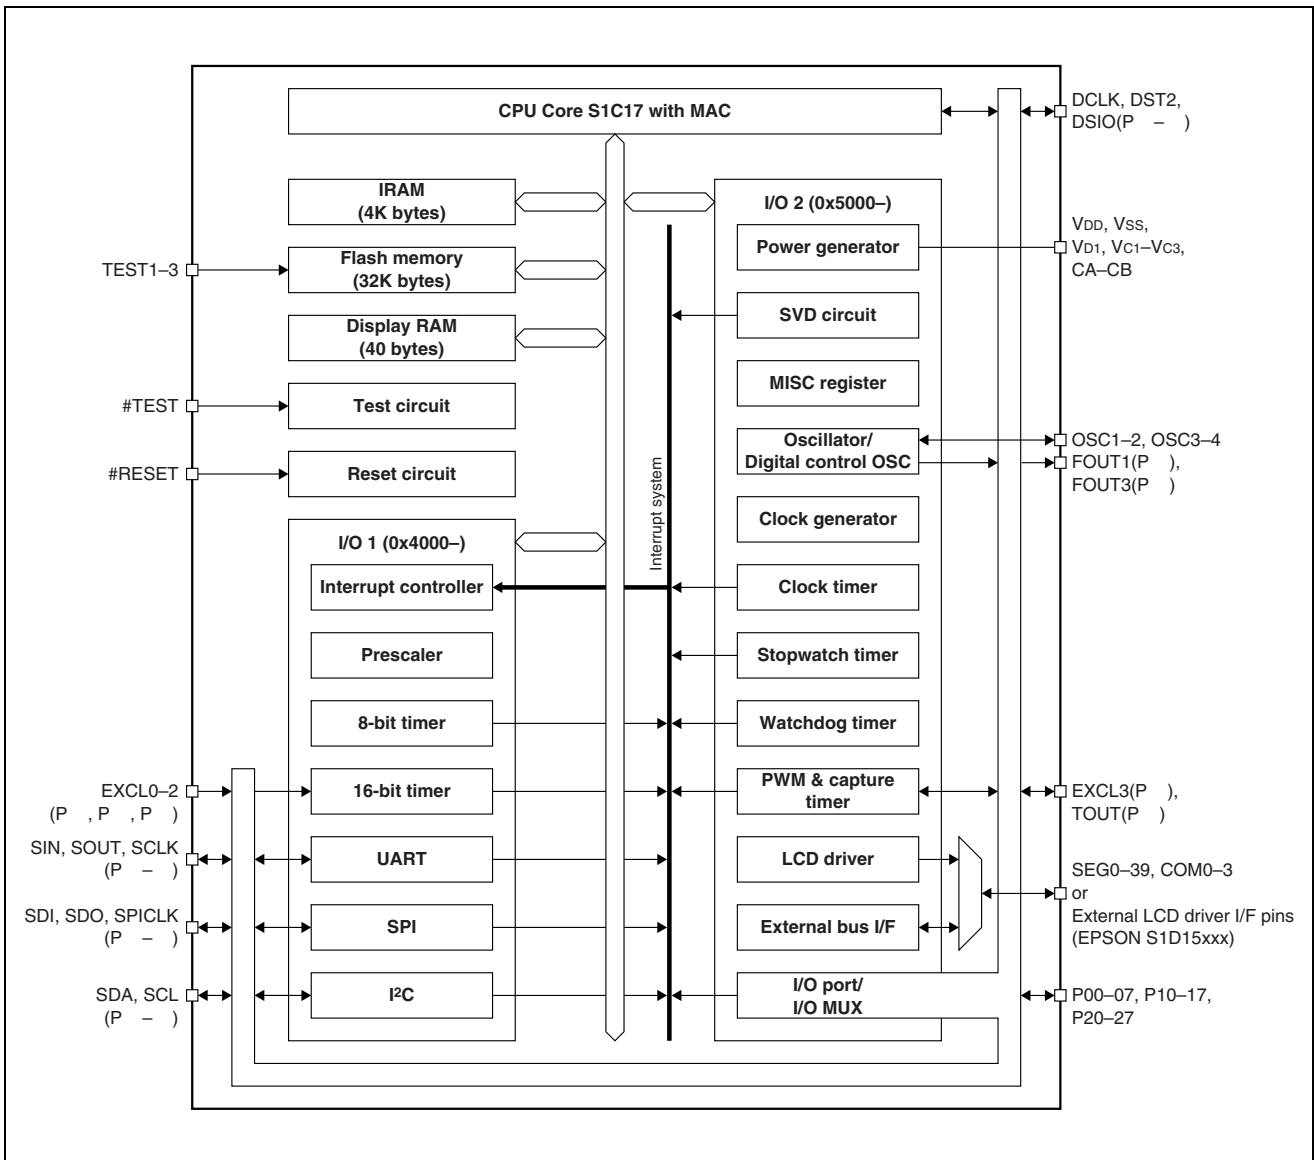 CPU Core S1C17 with MAC
DCLK, DST2,
DSIO(P – )
IRAM
(4K bytes)
I/O 2 (0x5000–)
VDD, VSS,
VD1, VC1–VC3,
CA–CB
Power generator
TEST1–3
Flash memory
(32K bytes)
SVD circuit
Display RAM
(40 bytes)
MISC register
#TEST
Test circuit
Oscillator/
Digital control OSC
OSC1–2, OSC3–4
FOUT1(P ),
FOUT3(P )
#RESET
Reset circuit
Interrupt system
Clock generator
I/O 1 (0x4000–)
Interrupt controller
Clock timer
Prescaler
Stopwatch timer
8-bit timer
Watchdog timer
EXCL0–2
(P , P , P )
16-bit timer
PWM & capture
timer
EXCL3(P ),
TOUT(P )
SIN, SOUT, SCLK
(P – )
UART
LCD driver
SEG0–39, COM0–3
or
External LCD driver I/F pins
(EPSON S1D15xxx)
SDI, SDO, SPICLK
(P – )
SPI
External bus I/F
SDA, SCL
(P – )
I²C
I/O port/
I/O MUX
P00–07, P10–17,
P20–27